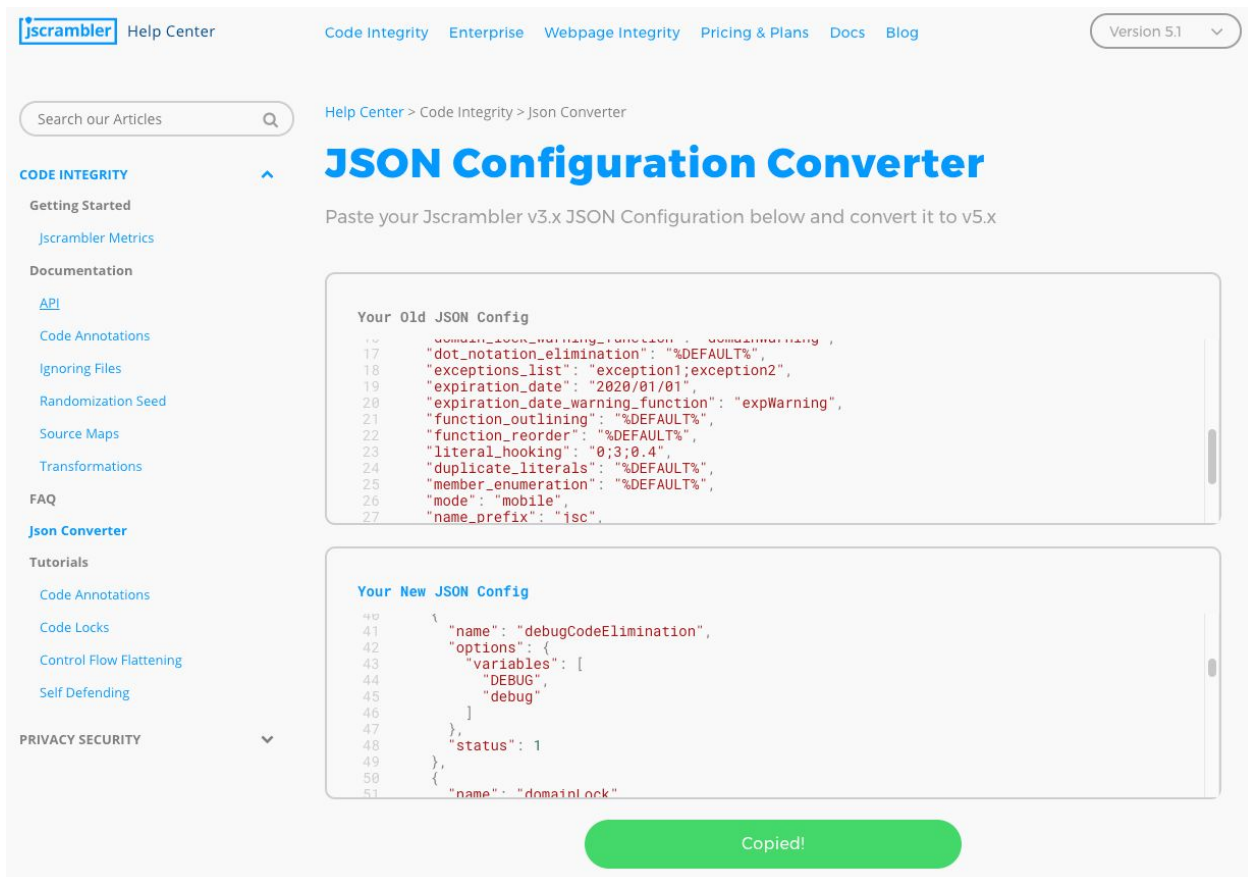 jscrambler Help Center
Code Integrity Enterprise Webpage Integrity Pricing & Plans Docs Blog
Version 5.1
Search our Articles
CODE INTEGRITY
Getting Started
Jscrambler Metrics
Documentation
API
Code Annotations
Ignoring Files
Randomization Seed
Source Maps
Transformations
FAQ
Json Converter
Tutorials
Code Annotations
Code Locks
Control Flow Flattening
Self Defending
PRIVACY SECURITY
Help Center > Code Integrity > Json Converter
JSON Configuration Converter
Paste your Jscrambler v3.x JSON Configuration below and convert it to v5.x
Your Old JSON Config
16 "domain_lock_warning_function": "domainWarning",
17 "dot_notation_elimination": "%DEFAULT%",
18 "exceptions_list": "exception1;exception2",
19 "expiration_date": "2020/01/01",
20 "expiration_date_warning_function": "expWarning",
21 "function_outlining": "%DEFAULT%",
22 "function_reorder": "%DEFAULT%",
23 "literal_hooking": "0;3;0.4",
24 "duplicate_literals": "%DEFAULT%",
25 "member_enumeration": "%DEFAULT%",
26 "mode": "mobile",
27 "name_prefix": "jsc",
Your New JSON Config
40 {
41 "name": "debugCodeElimination",
42 "options": {
43 "variables": [
44 "DEBUG",
45 "debug"
46 ]
47 },
48 "status": 1
49 },
50 {
51 "name": "domainLock"
Copied!